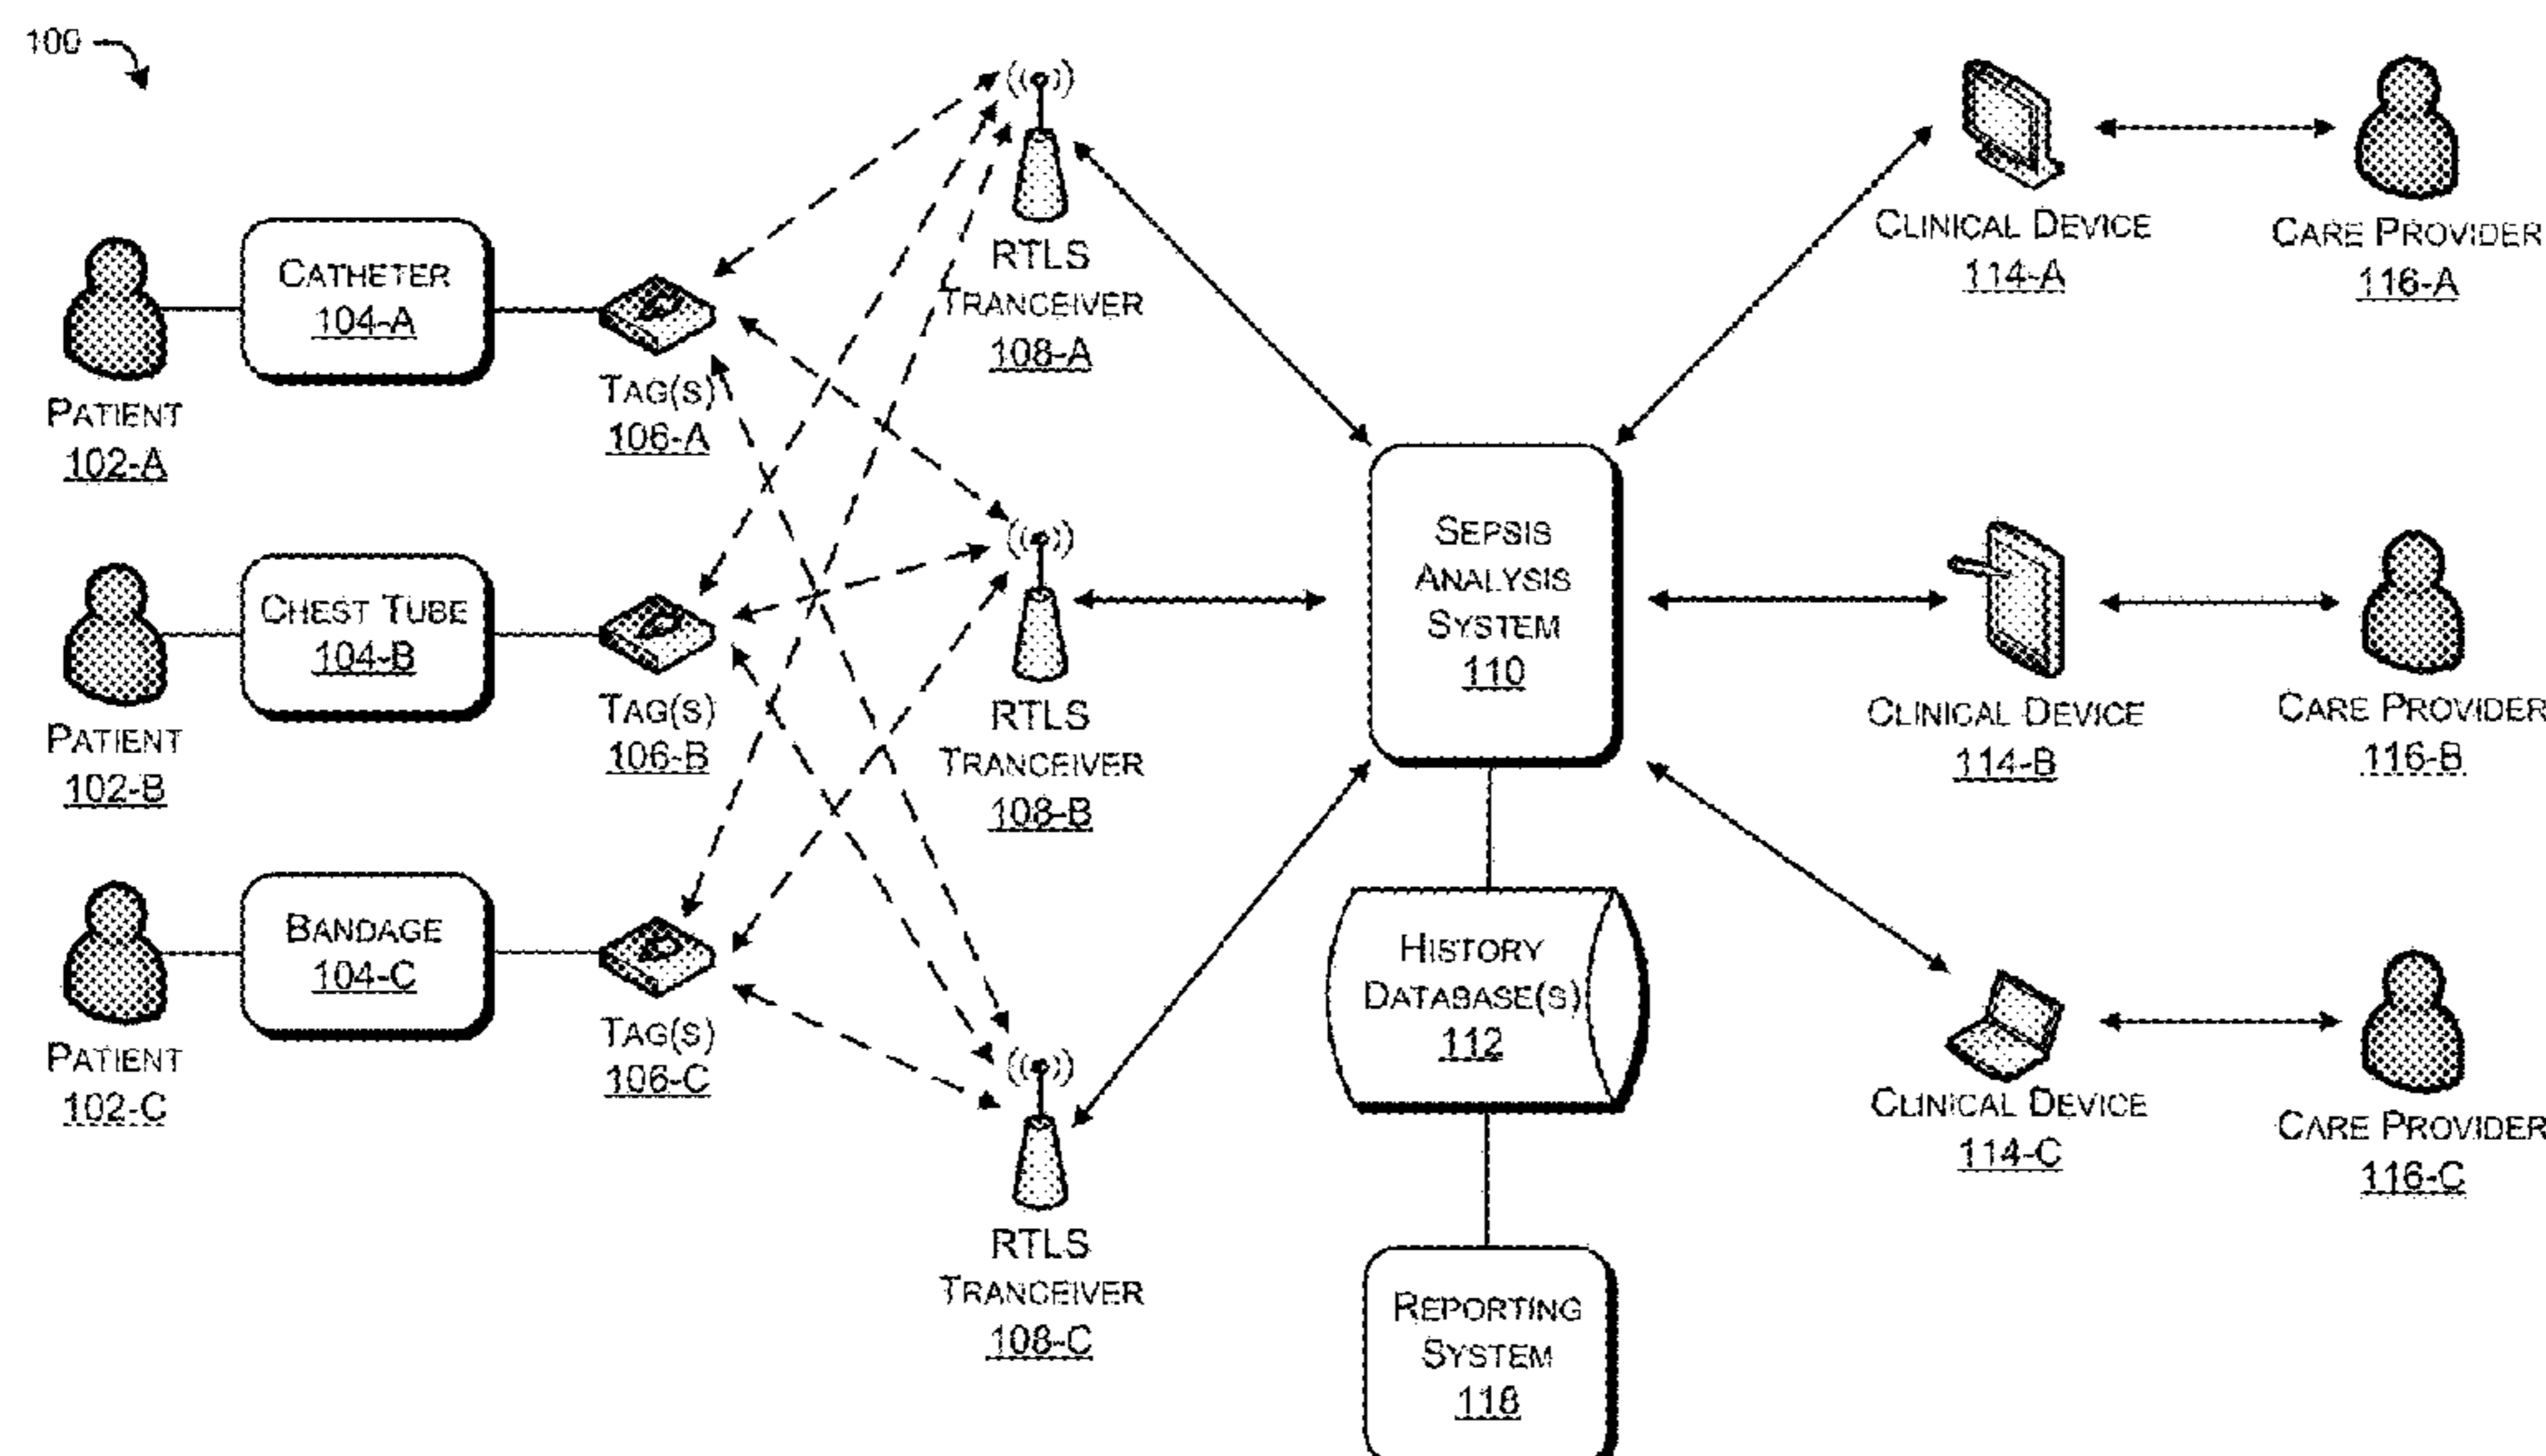 100
PATIENT
102-A
CATHETER
104-A
TAG(S)
106-A
RTLS
TRANCEIVER
108-A
CLINICAL DEVICE
114-A
CARE PROVIDER
116-A
PATIENT
102-B
CHEST TUBE
104-B
TAG(S)
106-B
RTLS
TRANCEIVER
108-B
SEPSIS
ANALYSIS
SYSTEM
110
CLINICAL DEVICE
114-B
CARE PROVIDER
116-B
PATIENT
102-C
BANDAGE
104-C
TAG(S)
106-C
RTLS
TRANCEIVER
108-C
HISTORY
DATABASE(S)
112
CLINICAL DEVICE
114-C
CARE PROVIDER
116-C
REPORTING
SYSTEM
118